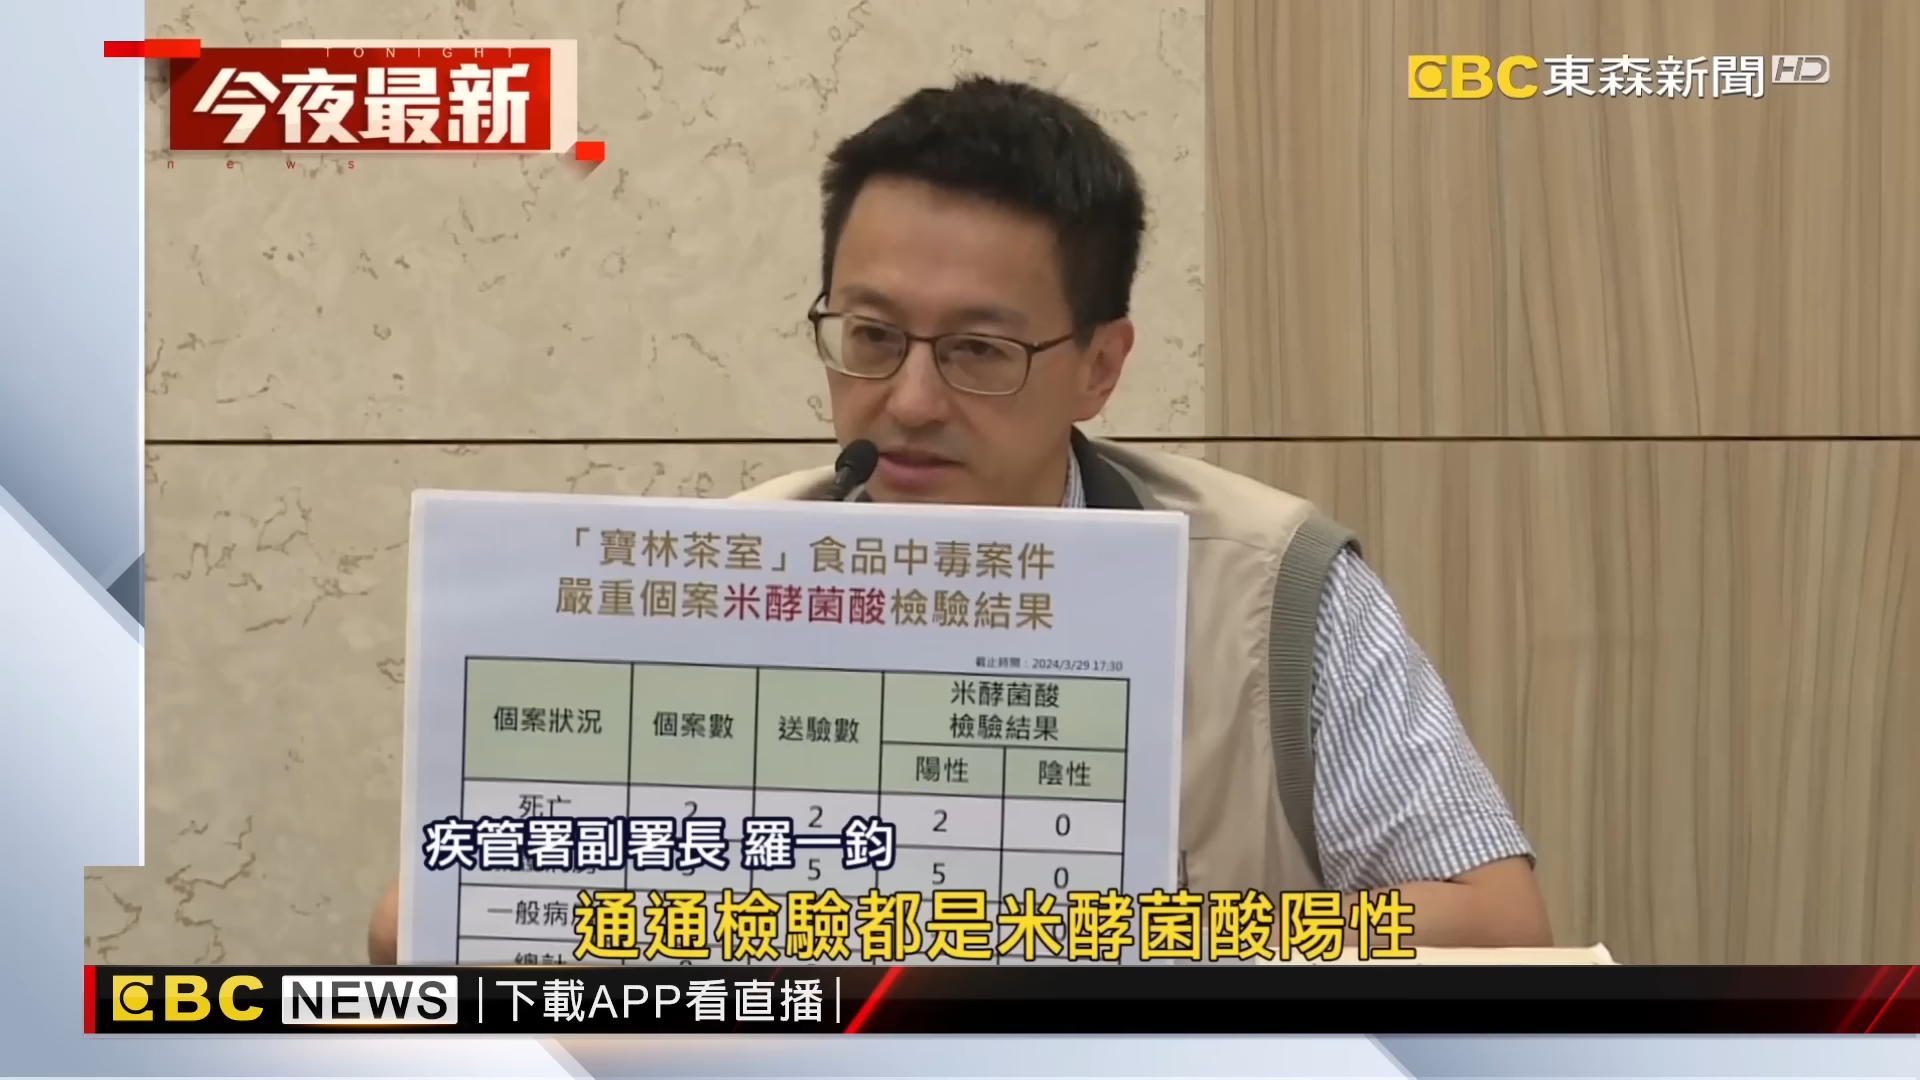 TONIGHT
今夜最新
news
EBC東森新聞HD
「寶林茶室」食品中毒案件
嚴重個案米酵菌酸檢驗結果
截止時間：2024/3/29 17:30
個案狀況 個案數 送驗數 米酵菌酸
檢驗結果
陽性 陰性
死亡 2 2 2 0
疾管署副署長 羅一鈞
5 5 0
一般病
通通檢驗都是米酵菌酸陽性
總計
EBC NEWS 下載APP看直播